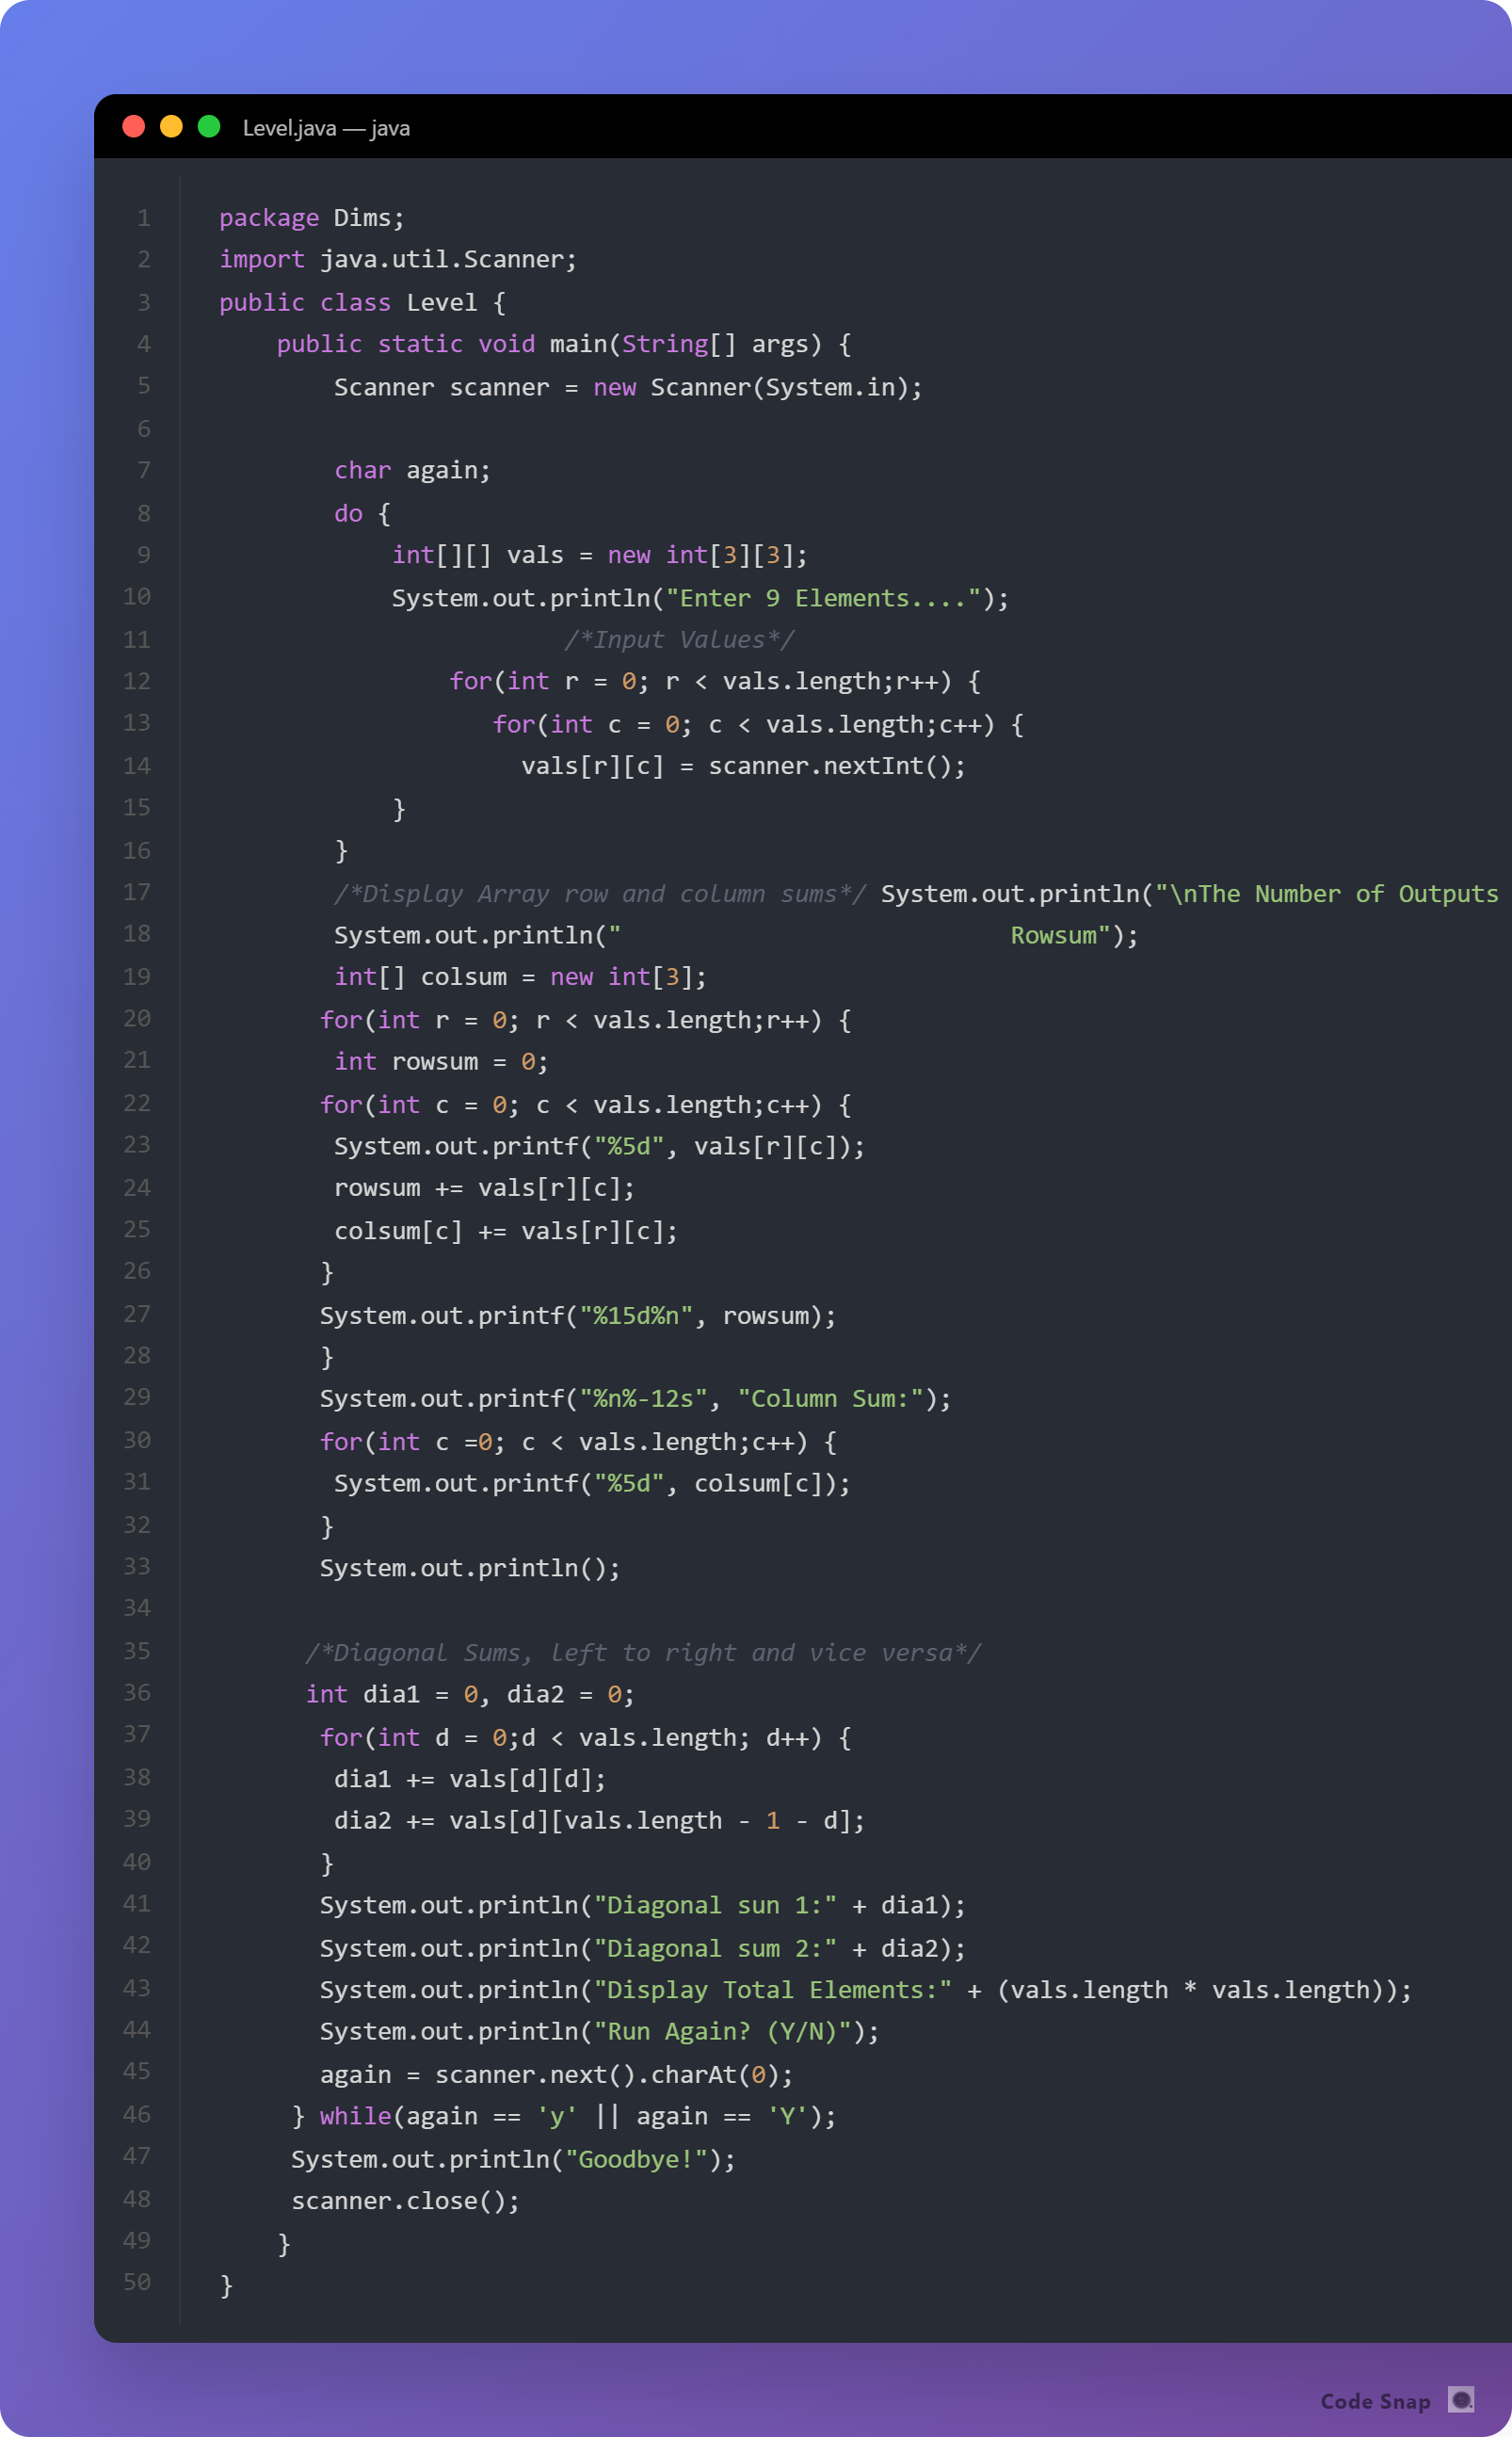 Level.java — java
1 package Dims;
2 import java.util.Scanner;
3 public class Level {
4     public static void main(String[] args) {
5         Scanner scanner = new Scanner(System.in);
6
7         char again;
8         do {
9             int[][] vals = new int[3][3];
10             System.out.println("Enter 9 Elements....");
11                         /*Input Values*/
12                 for(int r = 0; r < vals.length;r++) {
13                    for(int c = 0; c < vals.length;c++) {
14                      vals[r][c] = scanner.nextInt();
15             }
16         }
17         /*Display Array row and column sums*/ System.out.println("\nThe Number of Outputs
18         System.out.println("                           Rowsum");
19         int[] colsum = new int[3];
20        for(int r = 0; r < vals.length;r++) {
21         int rowsum = 0;
22        for(int c = 0; c < vals.length;c++) {
23         System.out.printf("%5d", vals[r][c]);
24         rowsum += vals[r][c];
25         colsum[c] += vals[r][c];
26        }
27        System.out.printf("%15d%n", rowsum);
28        }
29        System.out.printf("%n%-12s", "Column Sum:");
30        for(int c =0; c < vals.length;c++) {
31         System.out.printf("%5d", colsum[c]);
32        }
33        System.out.println();
34
35       /*Diagonal Sums, left to right and vice versa*/
36       int dia1 = 0, dia2 = 0;
37        for(int d = 0;d < vals.length; d++) {
38         dia1 += vals[d][d];
39         dia2 += vals[d][vals.length - 1 - d];
40        }
41        System.out.println("Diagonal sun 1:" + dia1);
42        System.out.println("Diagonal sum 2:" + dia2);
43        System.out.println("Display Total Elements:" + (vals.length * vals.length));
44        System.out.println("Run Again? (Y/N)");
45        again = scanner.next().charAt(0);
46      } while(again == 'y' || again == 'Y');
47      System.out.println("Goodbye!");
48      scanner.close();
49     }
50 }
Code Snap